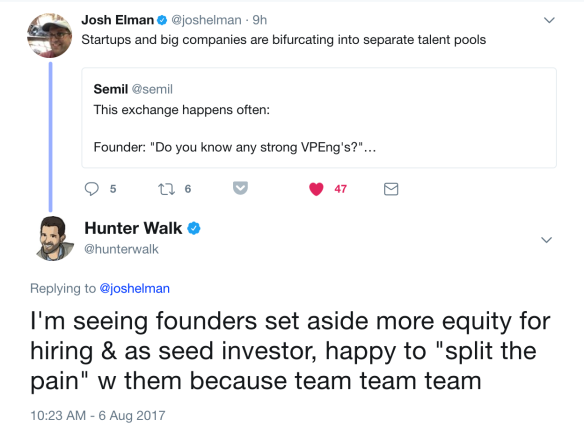 Josh Elman @joshelman · 9h
Startups and big companies are bifurcating into separate talent pools
Semil @semil
This exchange happens often:
Founder: "Do you know any strong VPEng's?"...
5 6 47
Hunter Walk
@hunterwalk
Replying to @joshelman
I'm seeing founders set aside more equity for
hiring & as seed investor, happy to "split the
pain" w them because team team team
10:23 AM - 6 Aug 2017